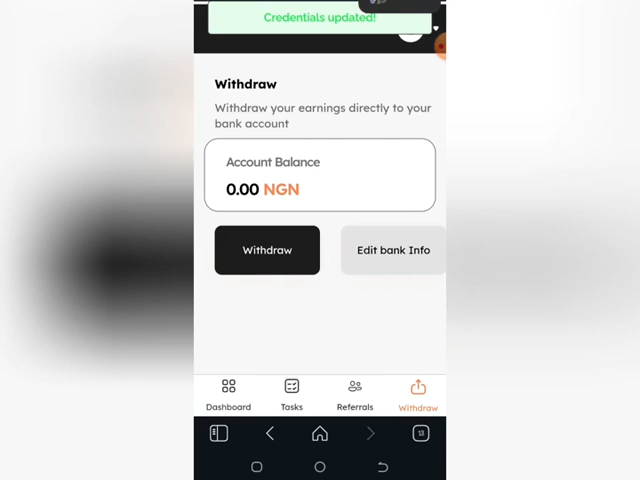 Credentials updated!
Withdraw
Withdraw your earnings directly to your
bank account
Account Balance
0.00 NGN
Withdraw
Edit bank Info
Dashboard
Tasks
Referrals
Withdraw